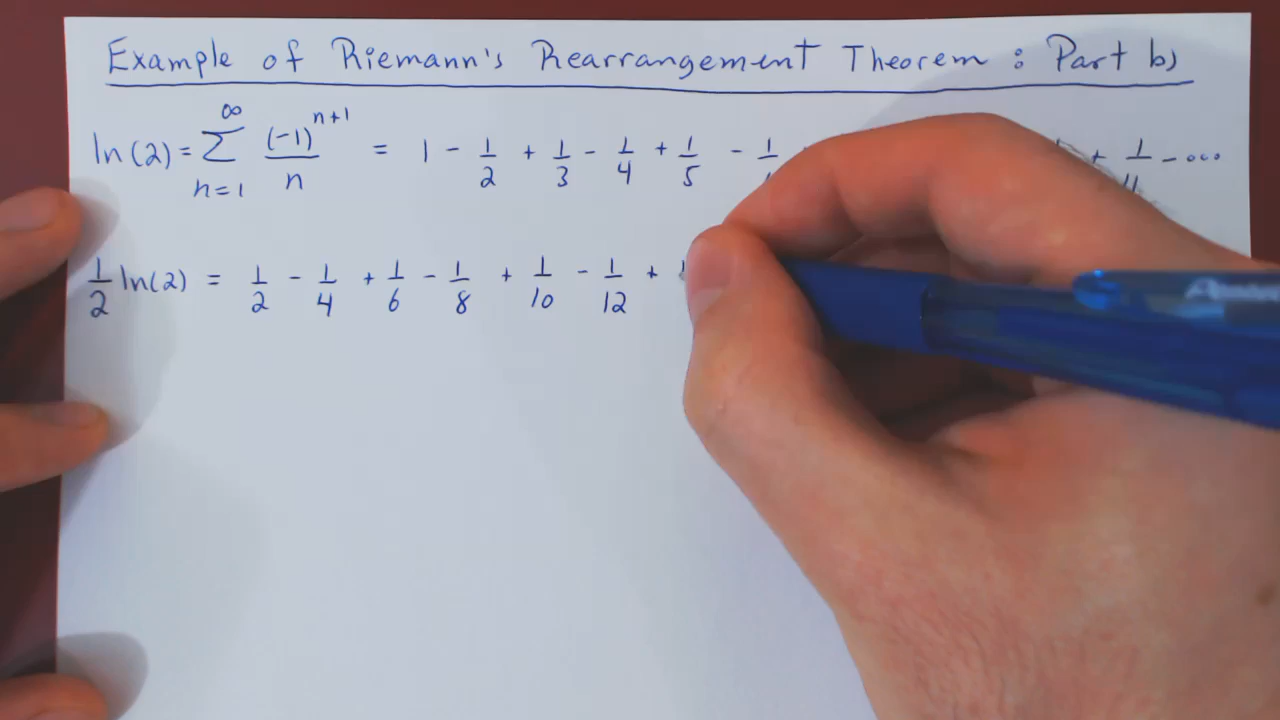 Example of Riemann's Rearrangement Theorem : Part b)
ln(2) = ∑_{n=1}^{∞} (-1)^{n+1}/n = 1 - 1/2 + 1/3 - 1/4 + 1/5 - + 1/11 - ...
1/2 ln(2) = 1/2 - 1/4 + 1/6 - 1/8 + 1/10 - 1/12 +